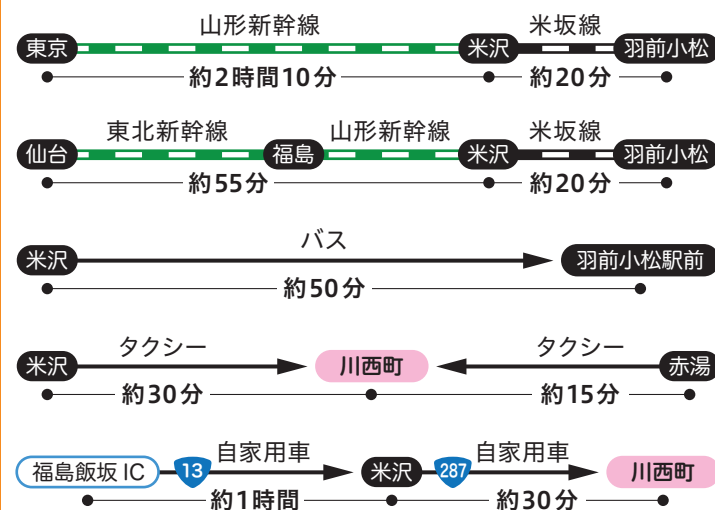 山形新幹線 米坂線
東京 米沢 羽前小松
約2時間10分 約20分
東北新幹線 山形新幹線 米坂線
仙台 福島 米沢 羽前小松
約55分 約20分
バス
米沢 羽前小松駅前
約50分
タクシー タクシー
米沢 川西町 赤湯
約30分 約15分
自家用車 自家用車
福島飯坂 IC 13 米沢 287 川西町
約1時間 約30分